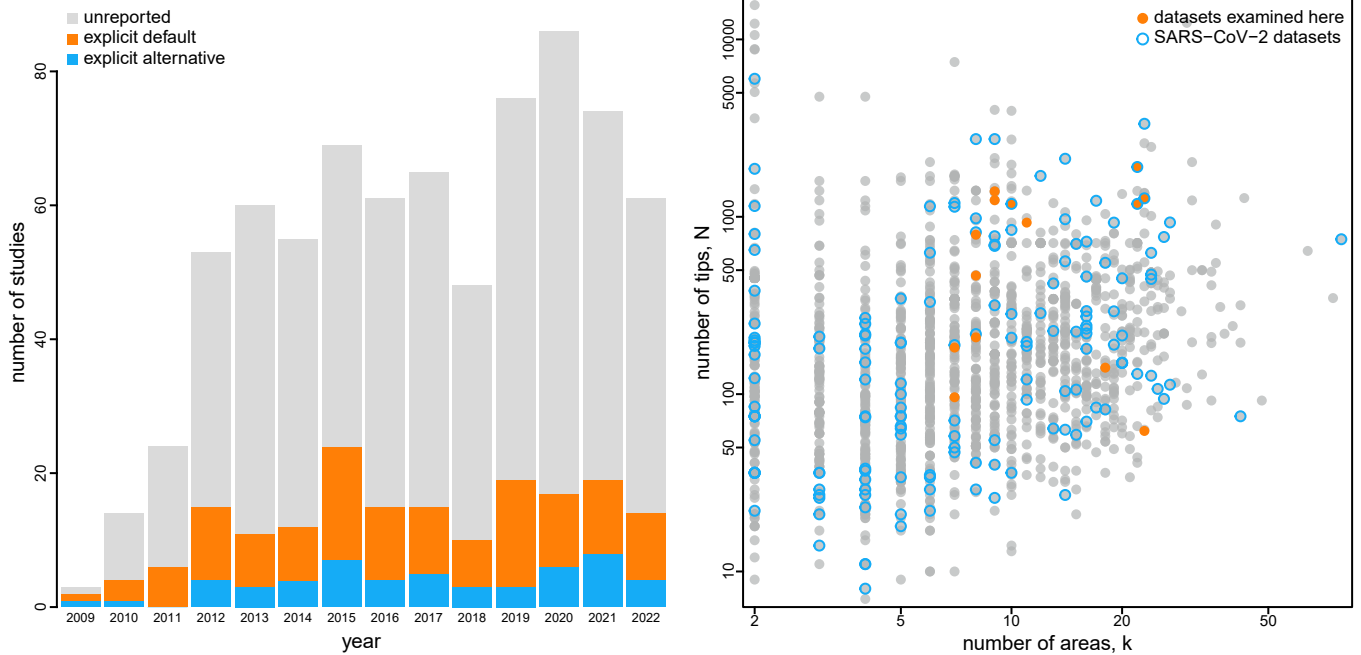 unreported
explicit default
explicit alternative
number of studies
80
60
40
20
0
2009 2010 2011 2012 2013 2014 2015 2016 2017 2018 2019 2020 2021 2022
year
datasets examined here
SARS−CoV−2 datasets
number of tips, N
10000
5000
1000
500
100
50
10
2 5 10 20 50
number of areas, k